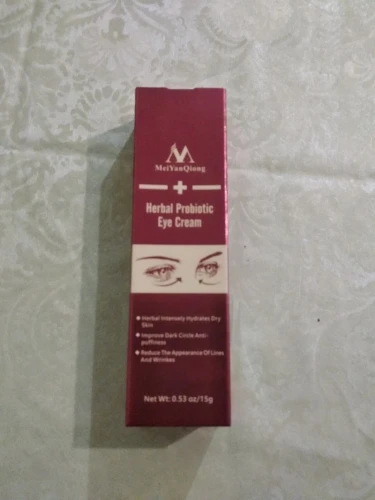 MeiYanQiong
Herbal Probiotic
Eye Cream
Herbal Intensely Hydrates Dry
Skin
Improve Dark Circle Anti-
puffiness
Reduce The Appearance Of Lines
And Wrinkles
Net Wt: 0.53 oz/15g